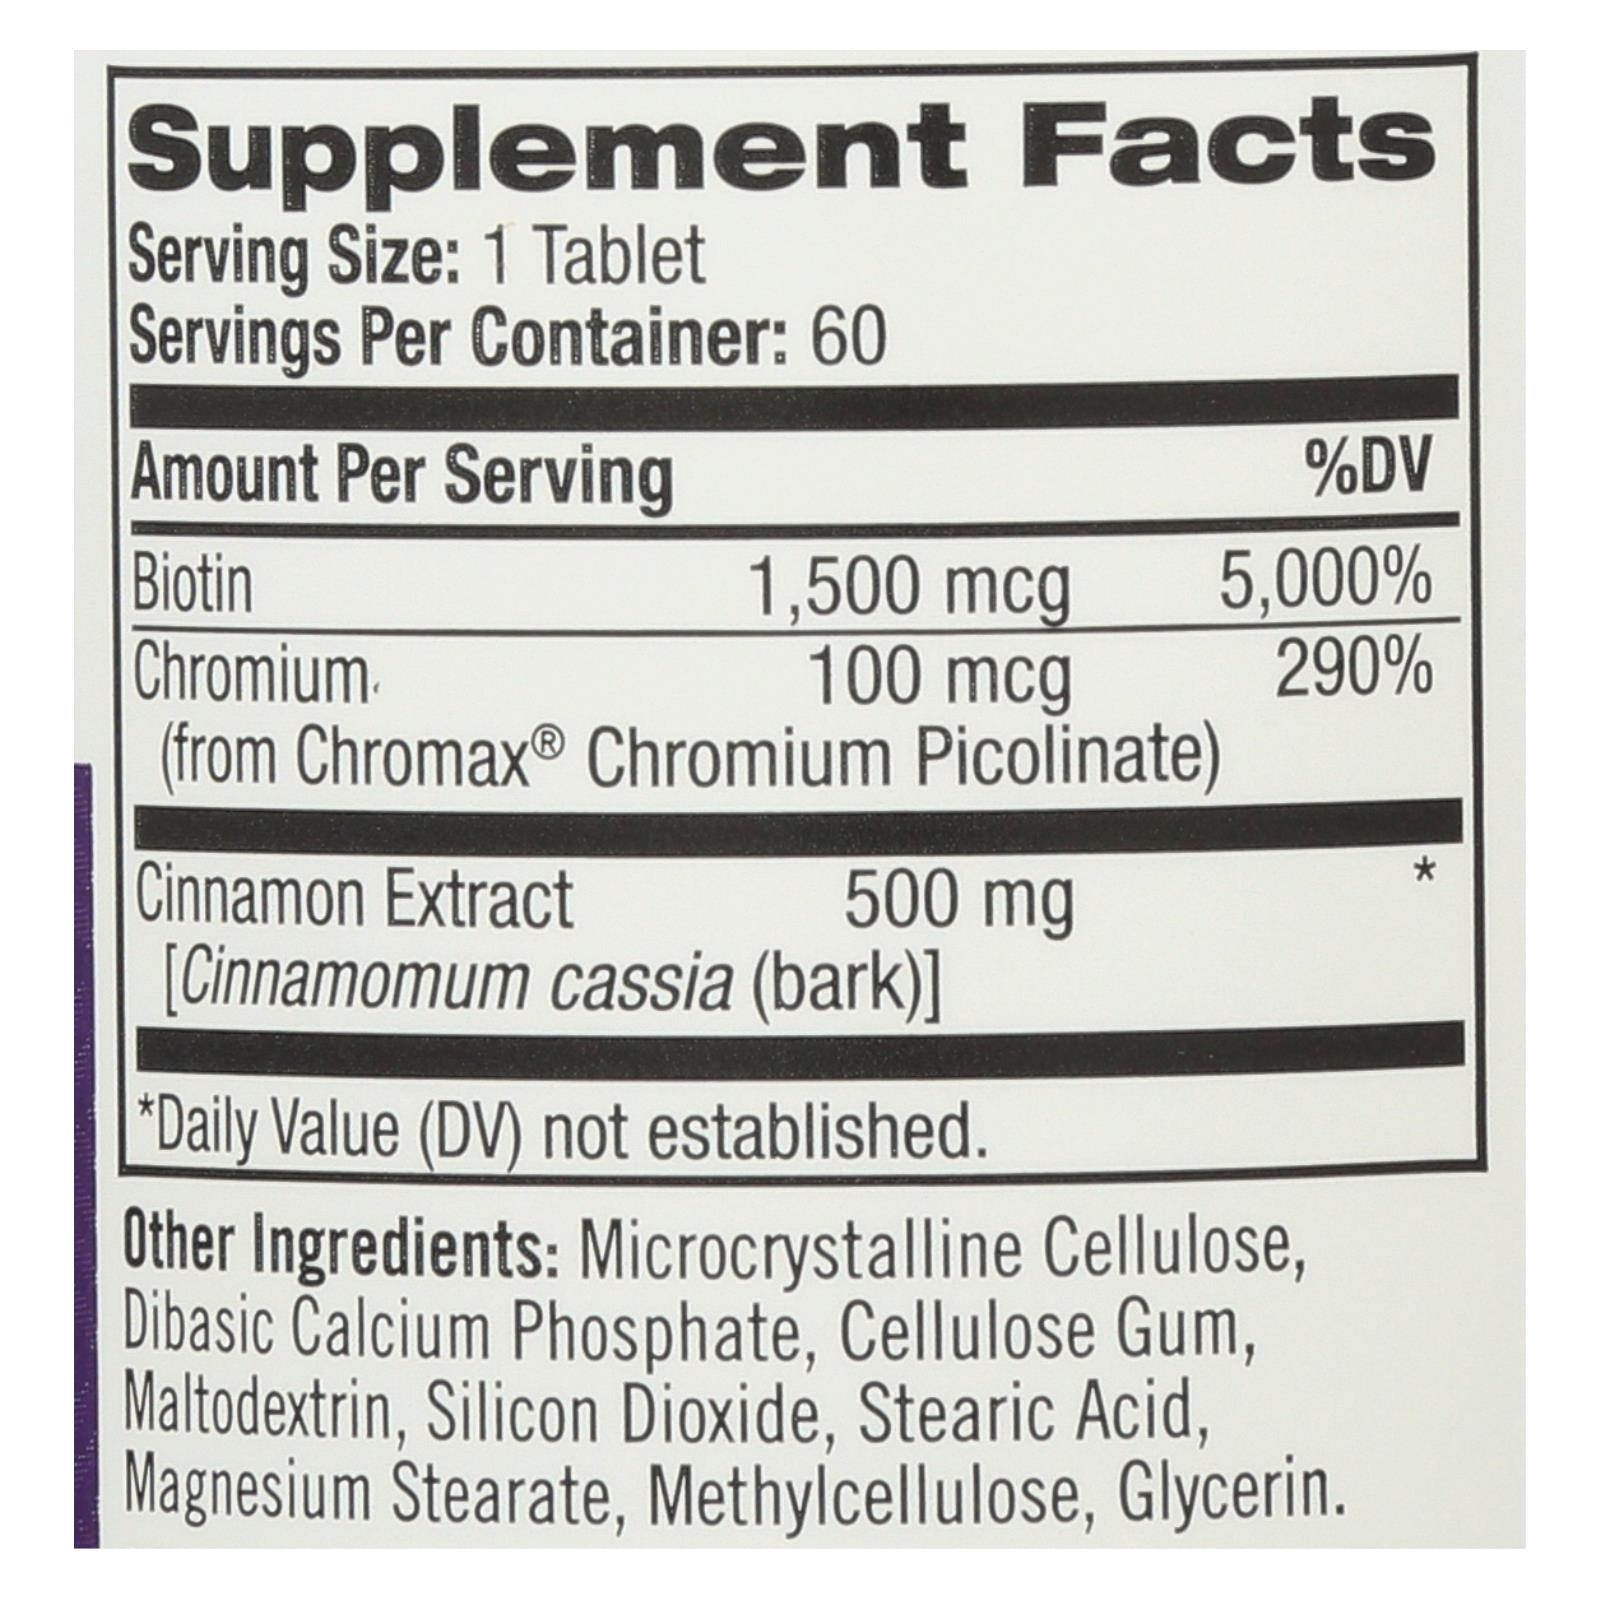 Supplement Facts
Serving Size: 1 Tablet
Servings Per Container: 60
Amount Per Serving %DV
Biotin 1,500 mcg 5,000%
Chromium 100 mcg 290%
(from Chromax® Chromium Picolinate)
Cinnamon Extract 500 mg *
[Cinnamomum cassia (bark)]
*Daily Value (DV) not established.
Other Ingredients: Microcrystalline Cellulose,
Dibasic Calcium Phosphate, Cellulose Gum,
Maltodextrin, Silicon Dioxide, Stearic Acid,
Magnesium Stearate, Methylcellulose, Glycerin.